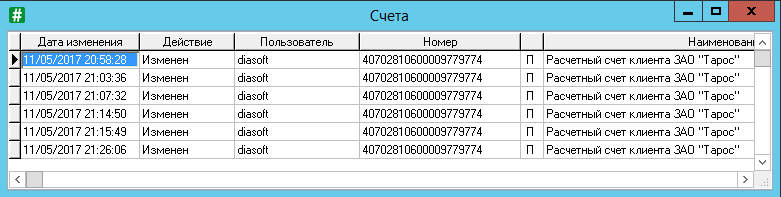 Счета
Дата изменения Действие Пользователь Номер Наименован
11/05/2017 20:58:28 Изменен diasoft 40702810600009779774 П Расчетный счет клиента ЗАО "Тарос"
11/05/2017 21:03:36 Изменен diasoft 40702810600009779774 П Расчетный счет клиента ЗАО "Тарос"
11/05/2017 21:07:32 Изменен diasoft 40702810600009779774 П Расчетный счет клиента ЗАО "Тарос"
11/05/2017 21:14:50 Изменен diasoft 40702810600009779774 П Расчетный счет клиента ЗАО "Тарос"
11/05/2017 21:15:49 Изменен diasoft 40702810600009779774 П Расчетный счет клиента ЗАО "Тарос"
11/05/2017 21:26:06 Изменен diasoft 40702810600009779774 П Расчетный счет клиента ЗАО "Тарос"